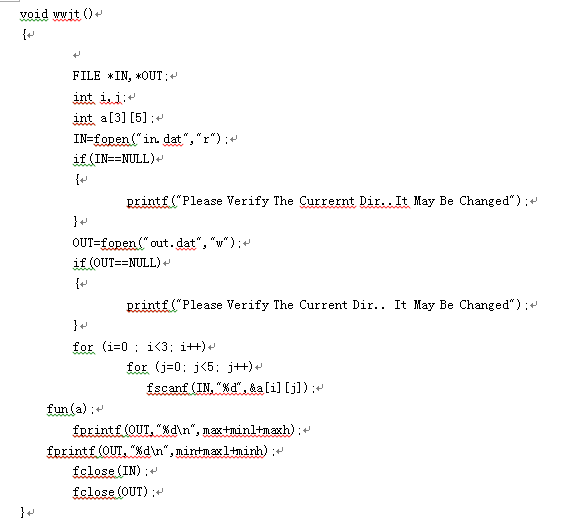 void wwjt()
{
FILE *IN,*OUT;
int i,j;
int a[3][5];
IN=fopen("in.dat","r");
if(IN==NULL)
{
printf("Please Verify The Currernt Dir..It May Be Changed");
}
OUT=fopen("out.dat","w");
if(OUT==NULL)
{
printf("Please Verify The Current Dir.. It May Be Changed");
}
for (i=0 ; i<3; i++)
for (j=0; j<5; j++)
fscanf(IN,"%d",&a[i][j]);
fun(a);
fprintf(OUT,"%d\n",max+minl+maxh);
fprintf(OUT,"%d\n",min+maxl+minh);
fclose(IN);
fclose(OUT);
}